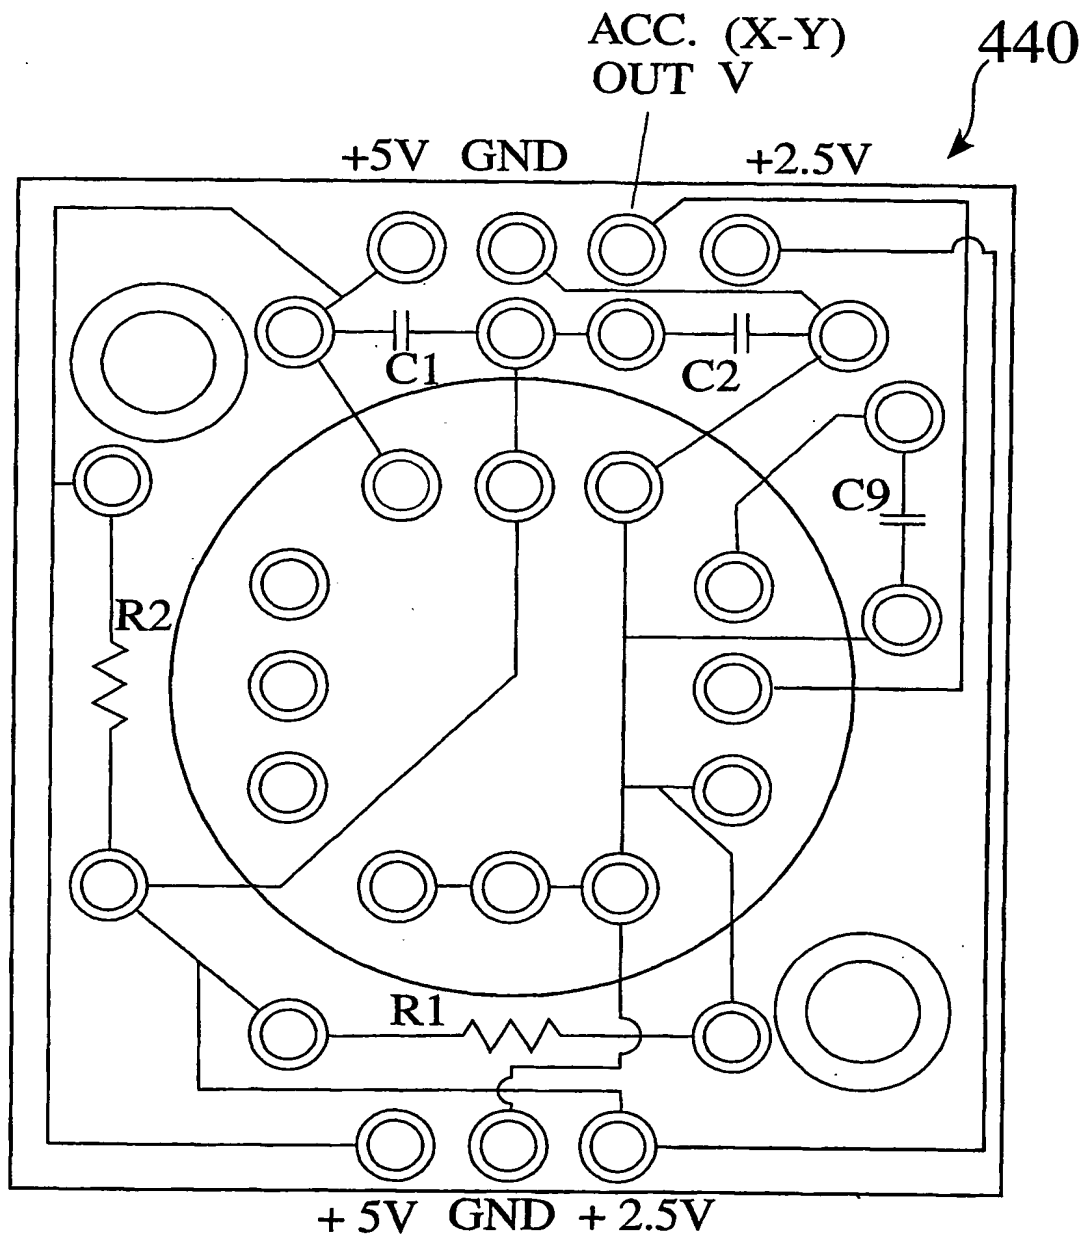 ACC. (X-Y)
OUT V
440
+5V GND +2.5V
C1
C2
C9
R2
R1
+ 5V GND + 2.5V